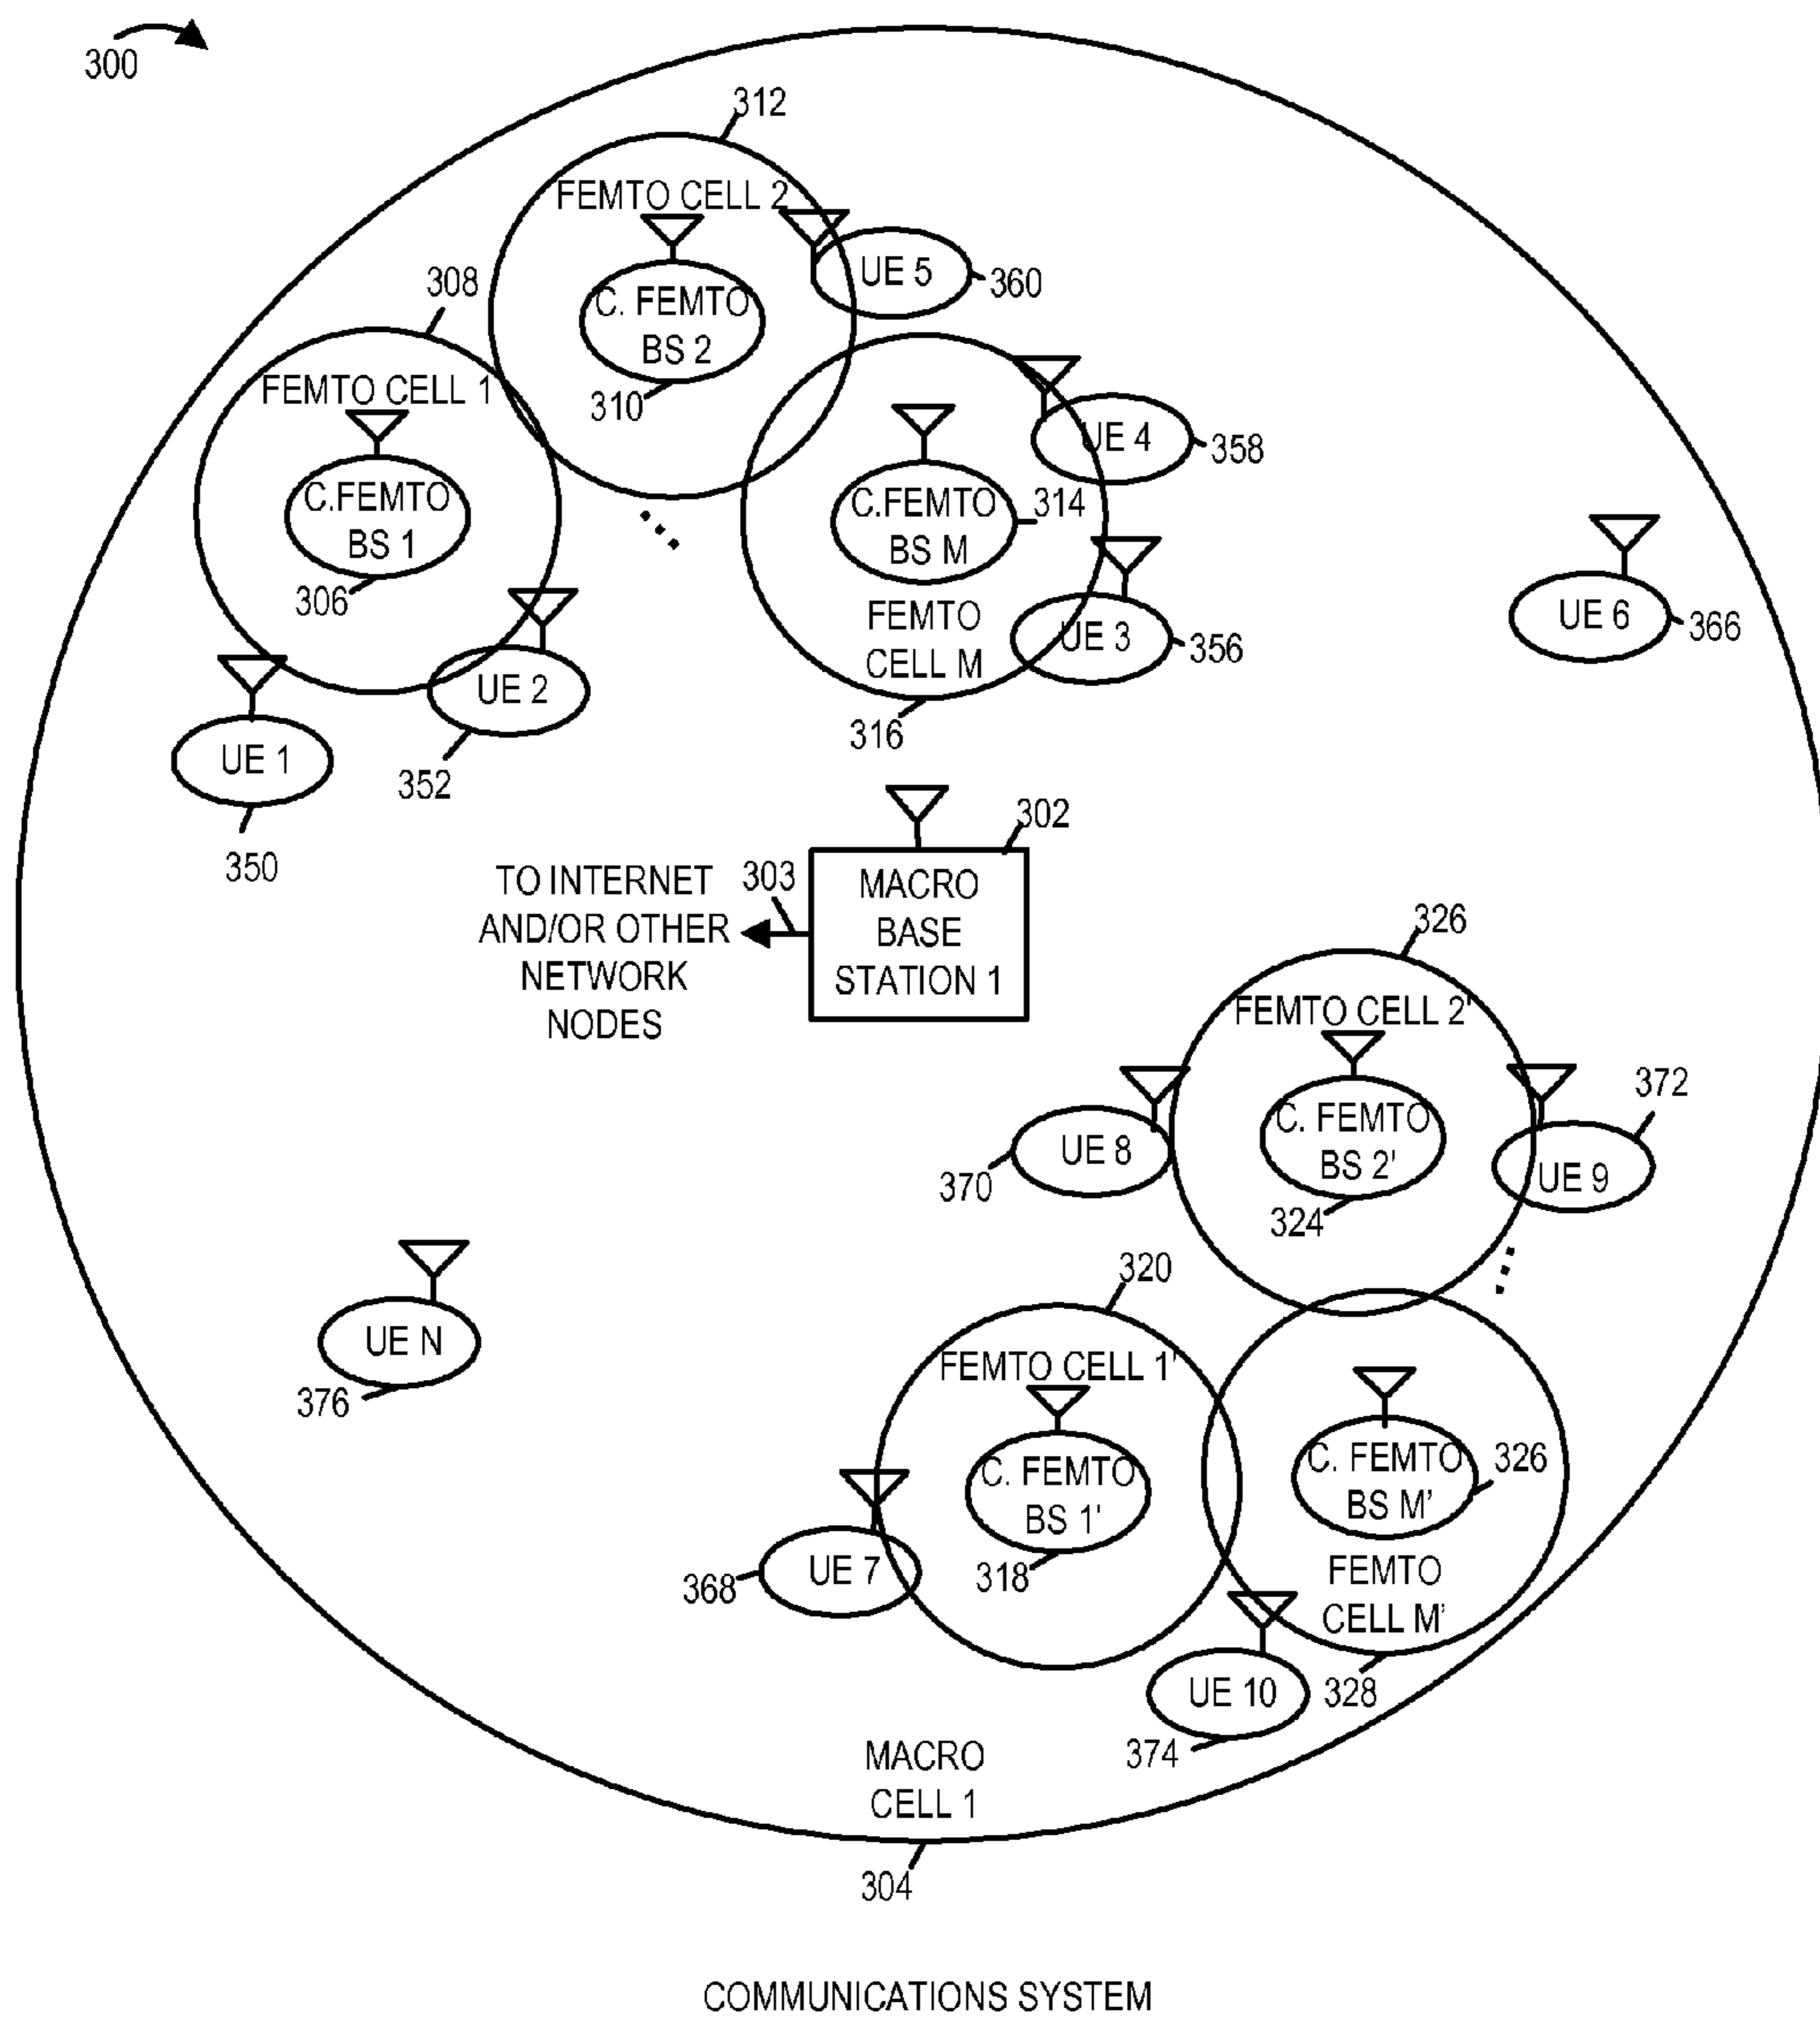 300
312
FEMTO CELL 2
C. FEMTO
BS 2
310
UE 5
360
308
FEMTO CELL 1
C.FEMTO
BS 1
306
UE 4
358
C.FEMTO
BS M
314
FEMTO
CELL M
316
UE 3
356
UE 6
366
UE 2
352
UE 1
350
302
303
MACRO
BASE
STATION 1
TO INTERNET
AND/OR OTHER
NETWORK
NODES
326
FEMTO CELL 2'
C. FEMTO
BS 2'
324
UE 8
370
372
UE 9
320
FEMTO CELL 1'
C. FEMTO
BS 1'
318
UE N
376
C. FEMTO
BS M’
326
FEMTO
CELL M’
328
UE 7
368
UE 10
374
MACRO
CELL 1
304
COMMUNICATIONS SYSTEM